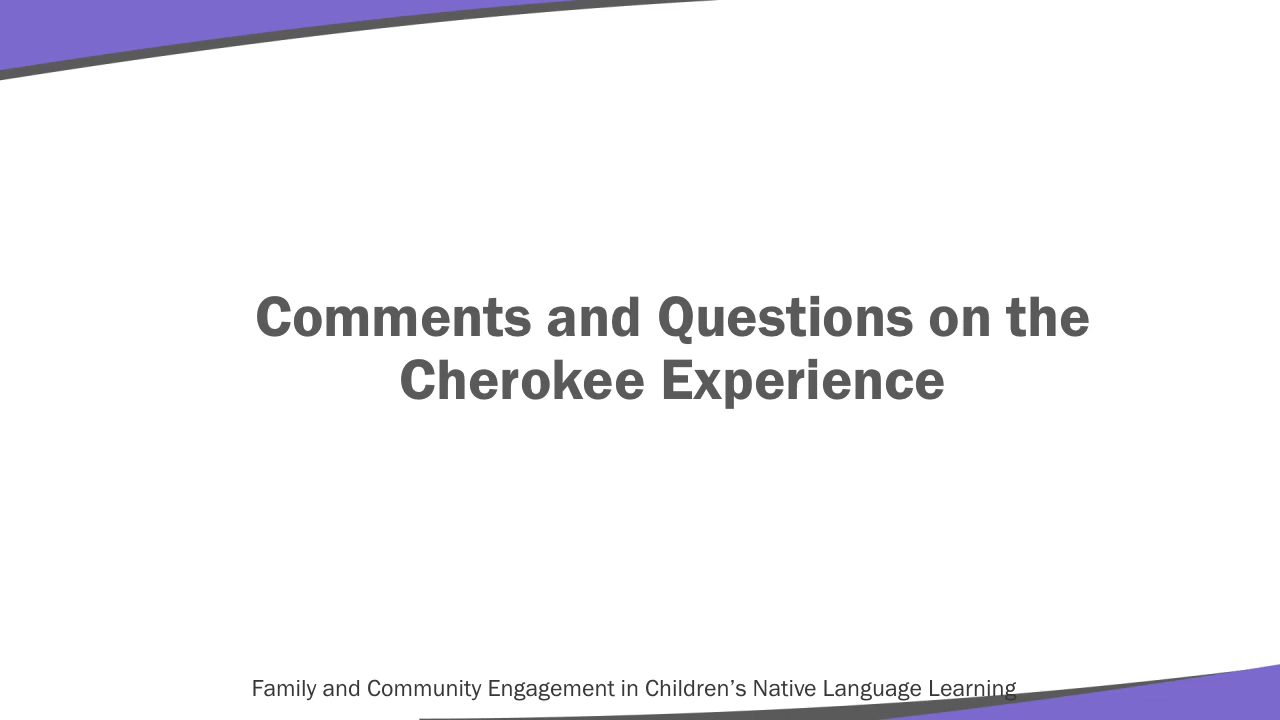 Comments and Questions on the
Cherokee Experience
Family and Community Engagement in Children’s Native Language Learning